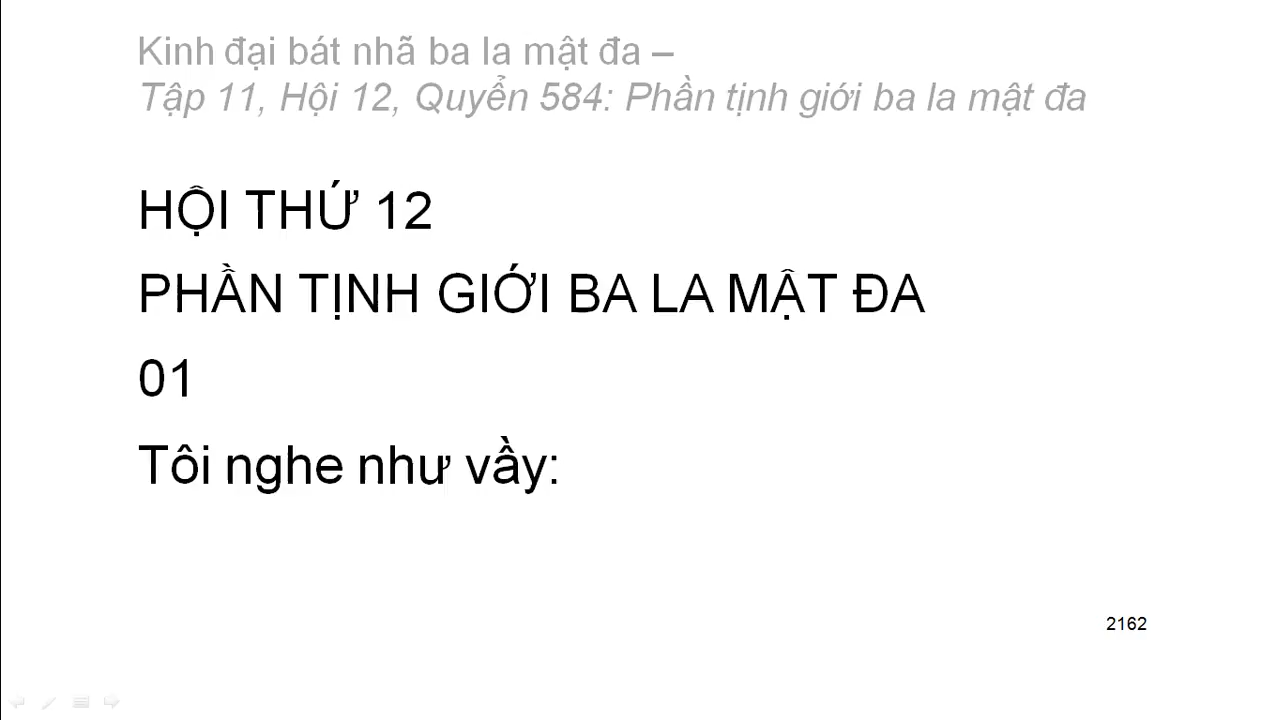 Kinh đại bát nhã ba la mật đa –
Tập 11, Hội 12, Quyển 584: Phần tịnh giới ba la mật đa
HỘI THỨ 12
PHẦN TỊNH GIỚI BA LA MẬT ĐA
01
Tôi nghe như vầy:
2162